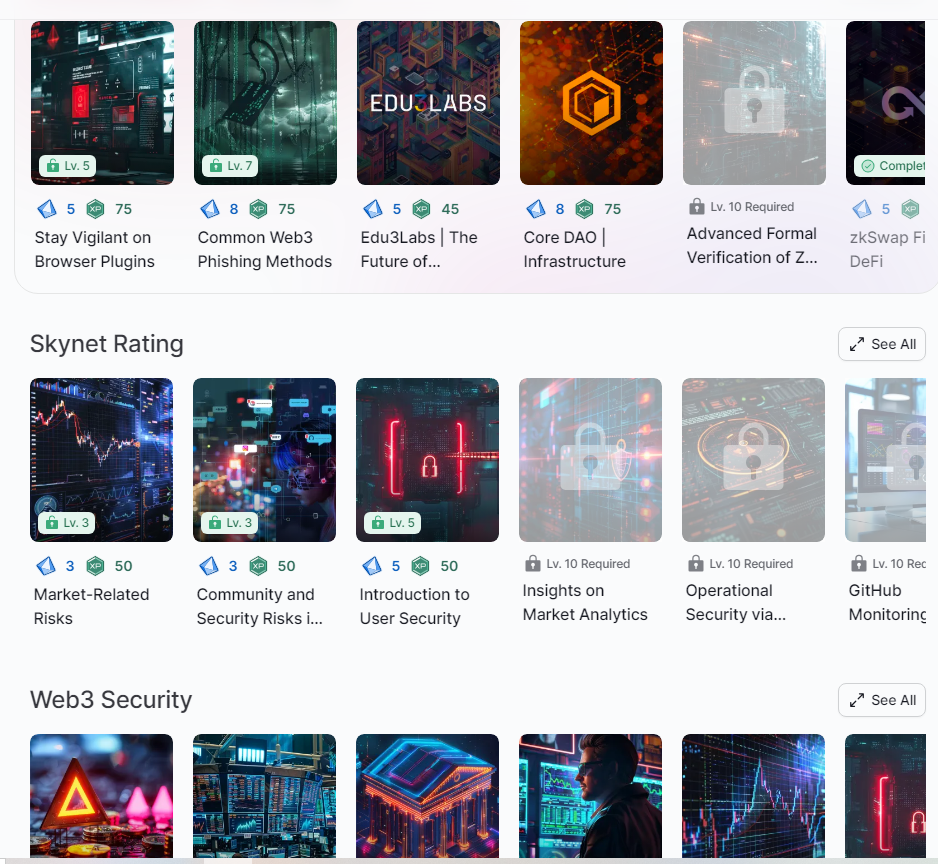 EDU3LABS
Lv. 5
Lv. 7
Complet
5 XP 75
8 XP 75
5 XP 45
8 XP 75
Lv. 10 Required
5 XP
Stay Vigilant on
Browser Plugins
Common Web3
Phishing Methods
Edu3Labs | The
Future of...
Core DAO |
Infrastructure
Advanced Formal
Verification of Z...
zkSwap Fi
DeFi
Skynet Rating
See All
Lv. 3
Lv. 3
Lv. 5
3 XP 50
3 XP 50
5 XP 50
Lv. 10 Required
Lv. 10 Required
Lv. 10 Rec
Market-Related
Risks
Community and
Security Risks i...
Introduction to
User Security
Insights on
Market Analytics
Operational
Security via...
GitHub
Monitoring
Web3 Security
See All